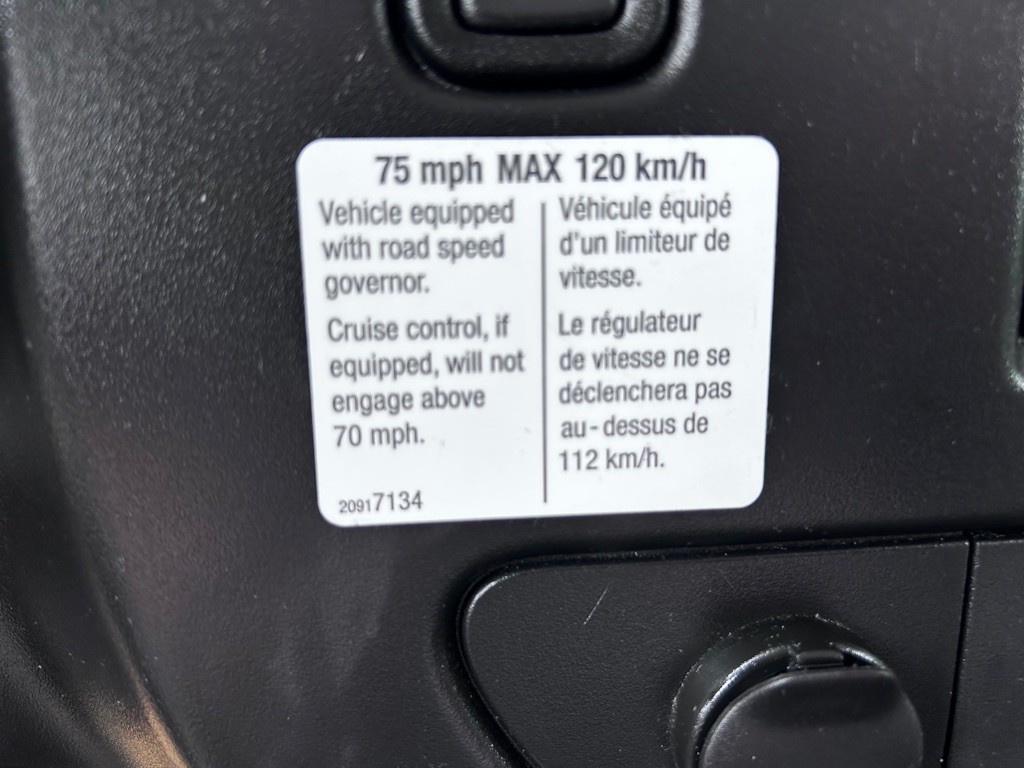 75 mph MAX 120 km/h
Vehicle equipped
with road speed
governor.
Cruise control, if
equipped, will not
engage above
70 mph.
20917134
Véhicule équipé
d'un limiteur de
vitesse.
Le régulateur
de vitesse ne se
déclenchera pas
au-dessus de
112 km/h.